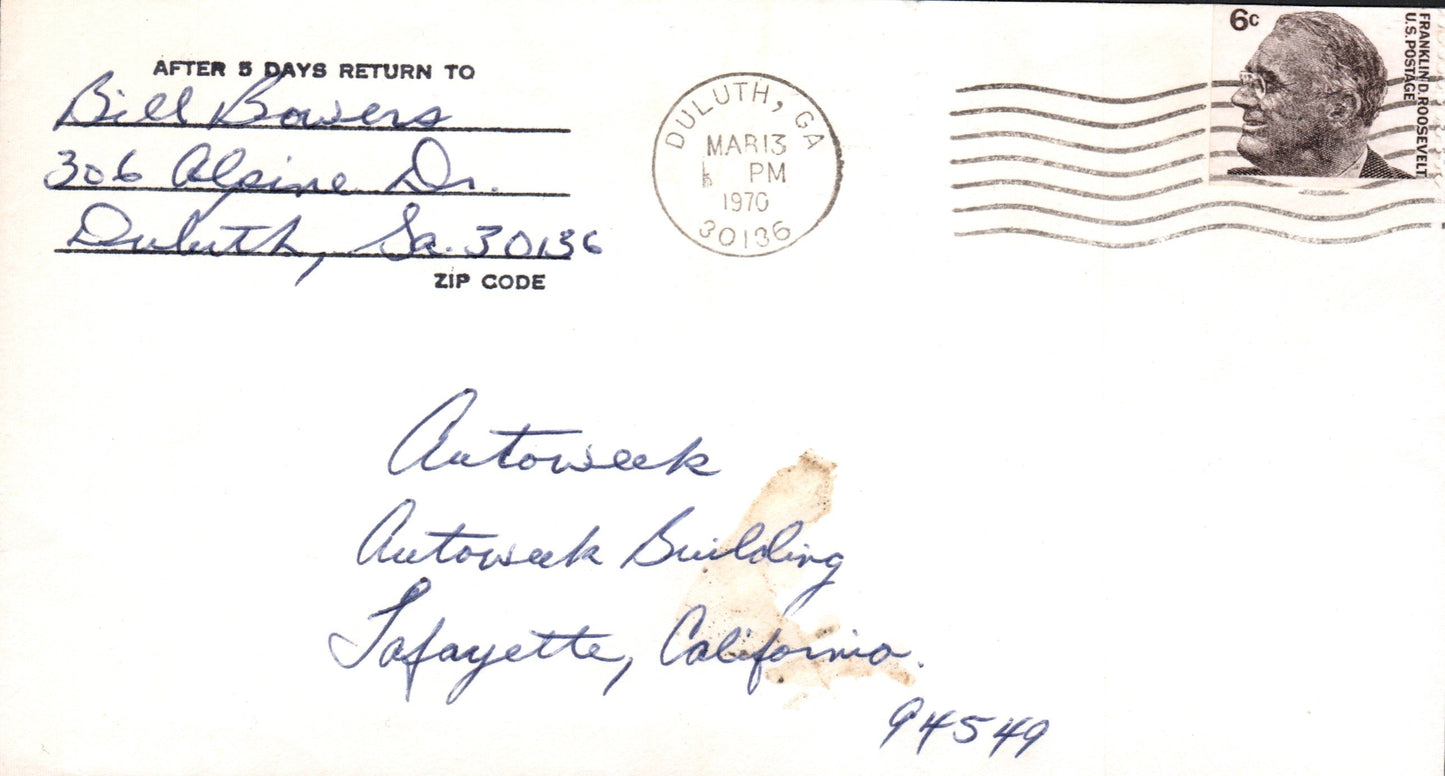 AFTER 5 DAYS RETURN TO
Bill Bowers
306 Alpine Dr.
Duluth, Ga. 30136
ZIP CODE
DULUTH, GA
MAR 13
PM
1970
30136
6c
FRANKLIN D. ROOSEVELT
U.S. POSTAGE
Autoweek
Autoweek Building
Lafayette, California.
94549